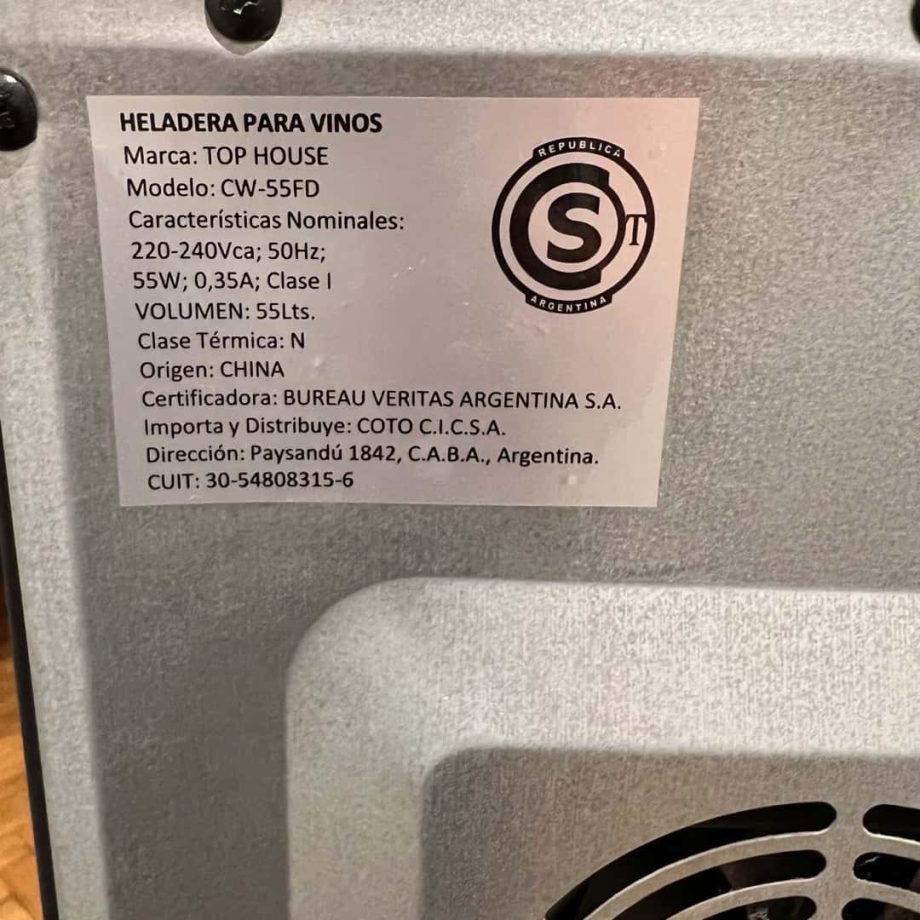 HELADERA PARA VINOS
Marca: TOP HOUSE
Modelo: CW-55FD
Características Nominales:
220-240Vca; 50Hz;
55W; 0,35A; Clase I
VOLUMEN: 55Lts.
Clase Térmica: N
Origen: CHINA
Certificadora: BUREAU VERITAS ARGENTINA S.A.
Importa y Distribuye: COTO C.I.C.S.A.
Dirección: Paysandú 1842, C.A.B.A., Argentina.
CUIT: 30-54808315-6
REPUBLICA
S T
ARGENTINA